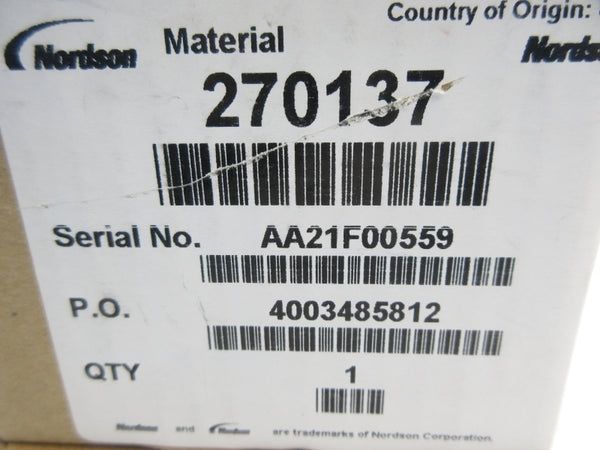 Country of Origin:
Nordson Material Nords
270137
Serial No. AA21F00559
P.O. 4003485812
QTY 1
Nordson and Nordson are trademarks of Nordson Corporation.